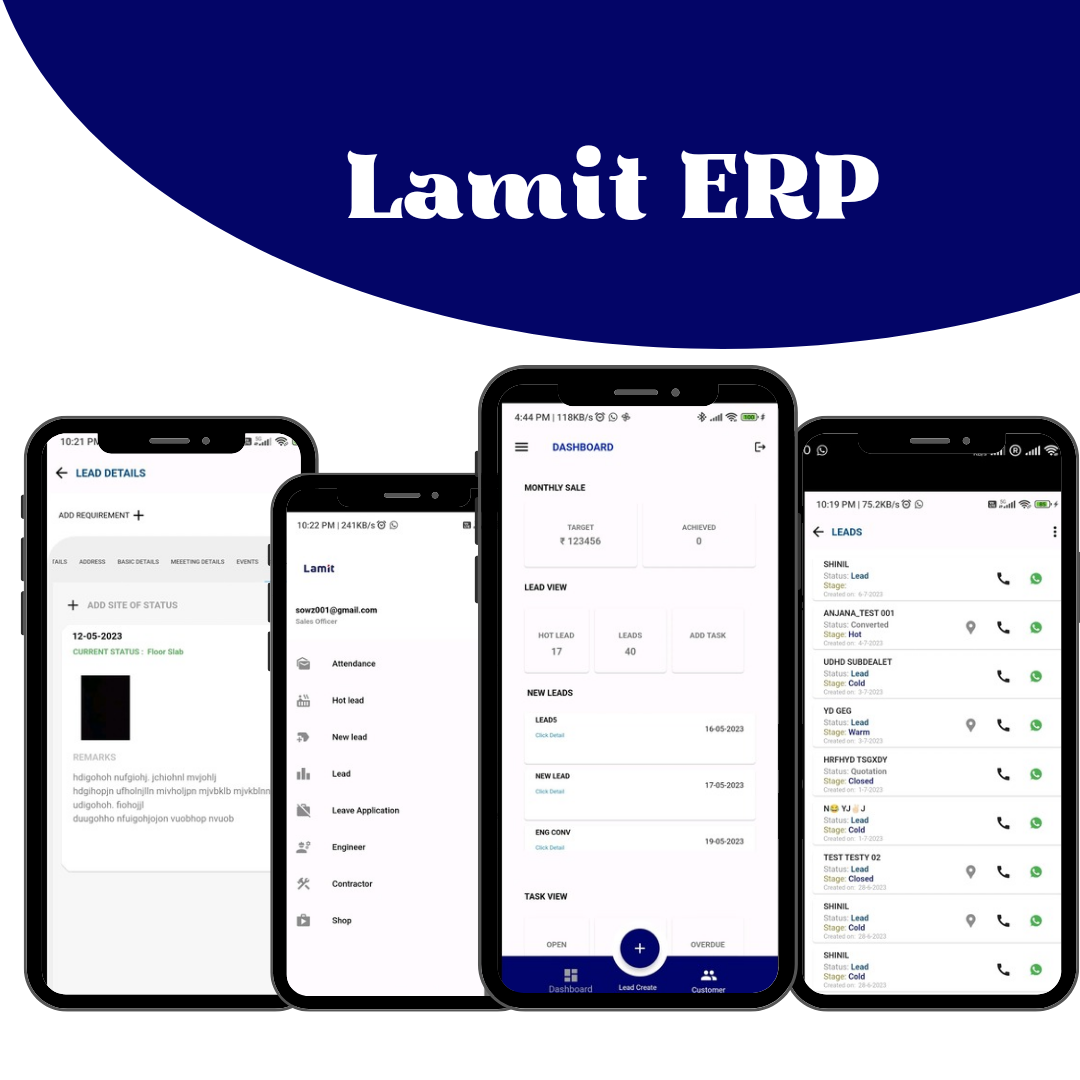 Lamit ERP
10:21 PM
LEAD DETAILS
ADD REQUIREMENT
ADDRESS BASIC DETAILS MEEETING DETAILS EVENTS
ADD SITE OF STATUS
12-05-2023
CURRENT STATUS : Floor Slab
REMARKS
hdigohoh nufgiohj. jchiohnl mvjohlj
hdgihopjn ufholnjlln mivholjpn mjvbklb mjvkblnn
udigohoh. fiohojjl
duugohho nfuigohjojon vuobhop nvuob
10:22 PM | 241KB/s
Lamit
sowz001@gmail.com
Sales Officer
Attendance
Hot lead
New lead
Lead
Leave Application
Engineer
Contractor
Shop
4:44 PM | 118KB/s 100
DASHBOARD
MONTHLY SALE
TARGET ACHIEVED
₹ 123456 0
LEAD VIEW
HOT LEAD LEADS ADD TASK
17 40
NEW LEADS
LEADS
16-05-2023
Click Detail
NEW LEAD
17-05-2023
Click Detail
ENG CONV
19-05-2023
Click Detail
TASK VIEW
OPEN OVERDUE
Dashboard Lead Create Customer
10:19 PM | 75.2KB/s
LEADS
SHINIL
Status: Lead
Stage:
Created on: 6-7-2023
ANJANA_TEST 001
Status: Converted
Stage: Hot
Created on: 4-7-2023
UDHD SUBDEALET
Status: Lead
Stage: Cold
Created on: 3-7-2023
YD GEG
Status: Lead
Stage: Warm
Created on: 3-7-2023
HRFHYD TSGXDY
Status: Quotation
Stage: Closed
Created on: 1-7-2023
N😂 YJ✌🏻J
Status: Lead
Stage: Cold
Created on: 1-7-2023
TEST TESTY 02
Status: Lead
Stage: Closed
Created on: 28-6-2023
SHINIL
Status: Lead
Stage: Cold
Created on: 28-6-2023
SHINIL
Status: Lead
Stage: Cold
Created on: 28-6-2023